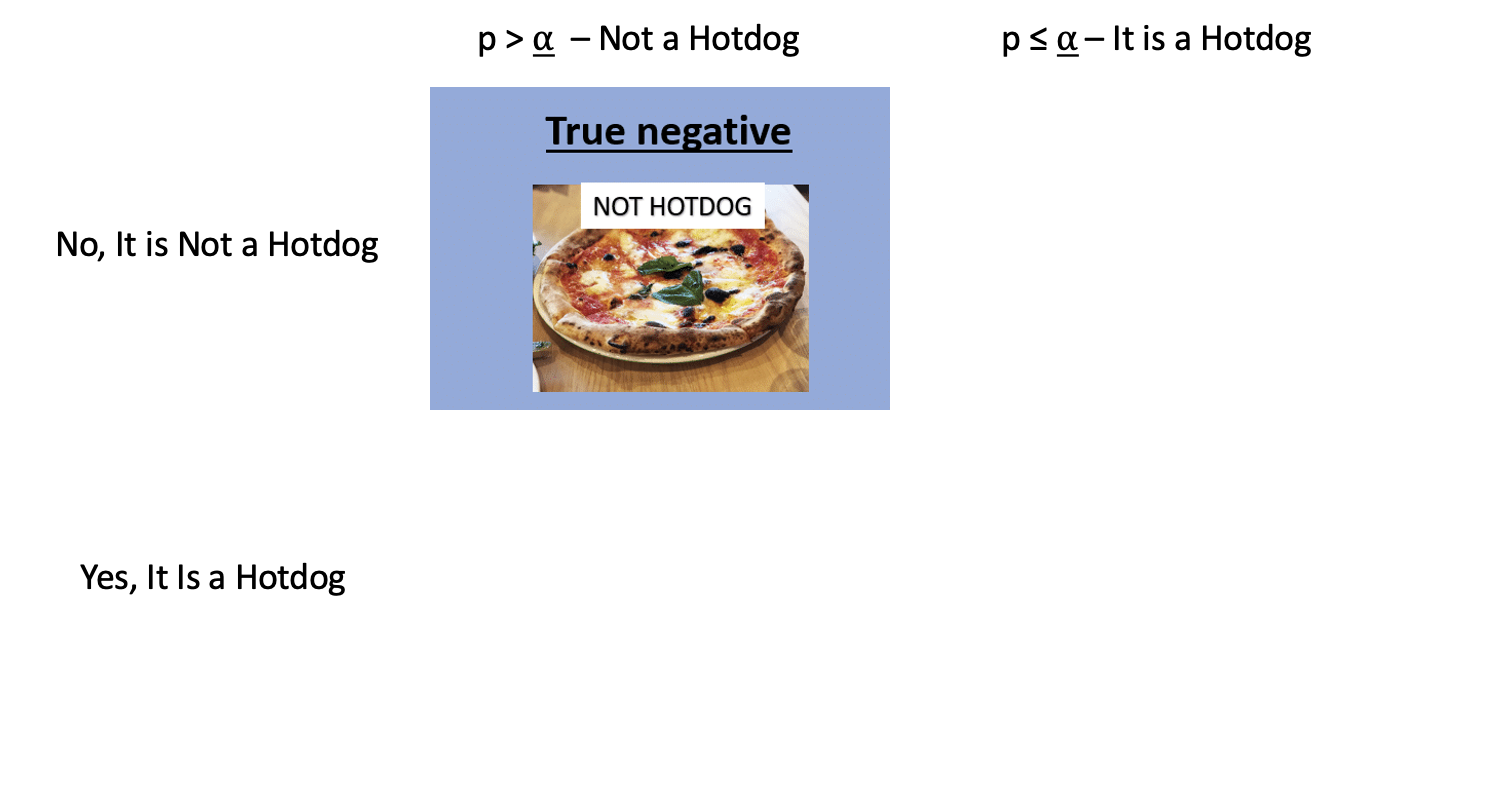 p > α – Not a Hotdog
p ≤ α – It is a Hotdog
True negative
NOT HOTDOG
No, It is Not a Hotdog
Yes, It Is a Hotdog